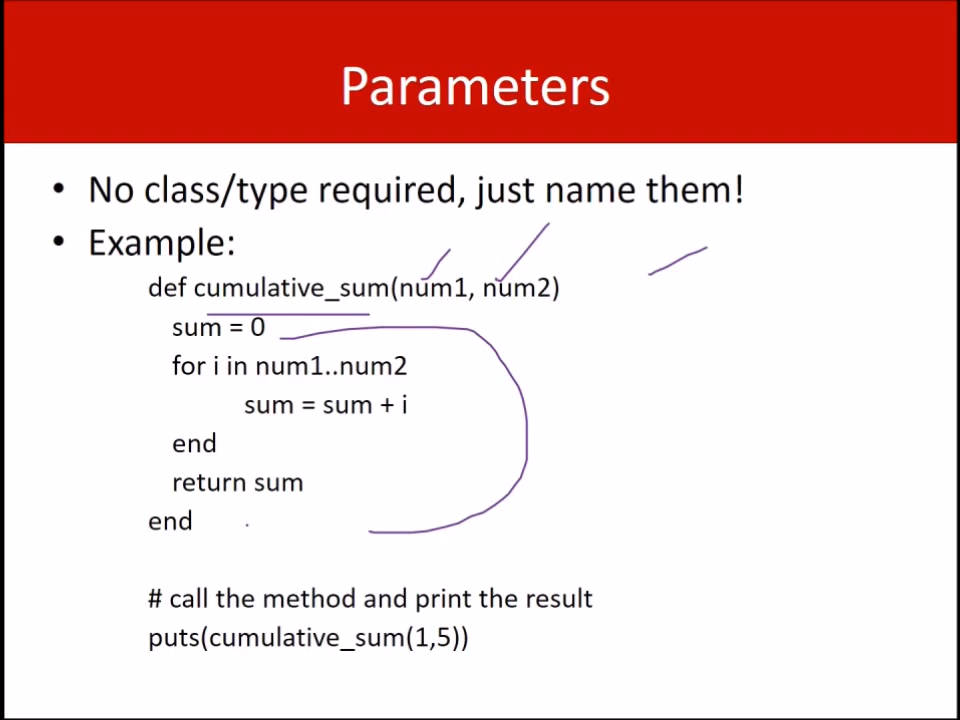 Parameters
• No class/type required, just name them!
• Example:
def cumulative_sum(num1, num2)
sum = 0
for i in num1..num2
sum = sum + i
end
return sum
end
# call the method and print the result
puts(cumulative_sum(1,5))